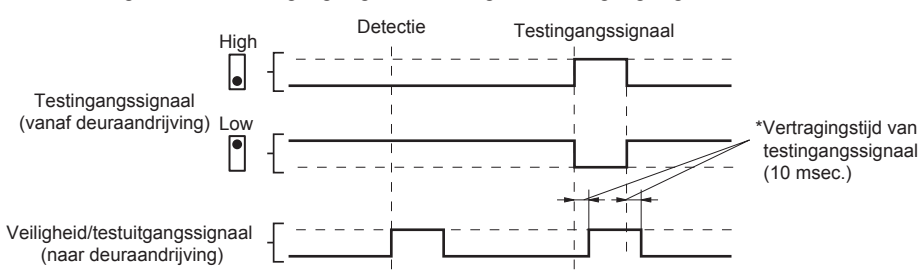 Detectie
Testingangssignaal
High
Testingangssignaal
(vanaf deuraandrijving)
Low
*Vertragingstijd van
testingangssignaal
(10 msec.)
Veiligheid/testuitgangssignaal
(naar deuraandrijving)